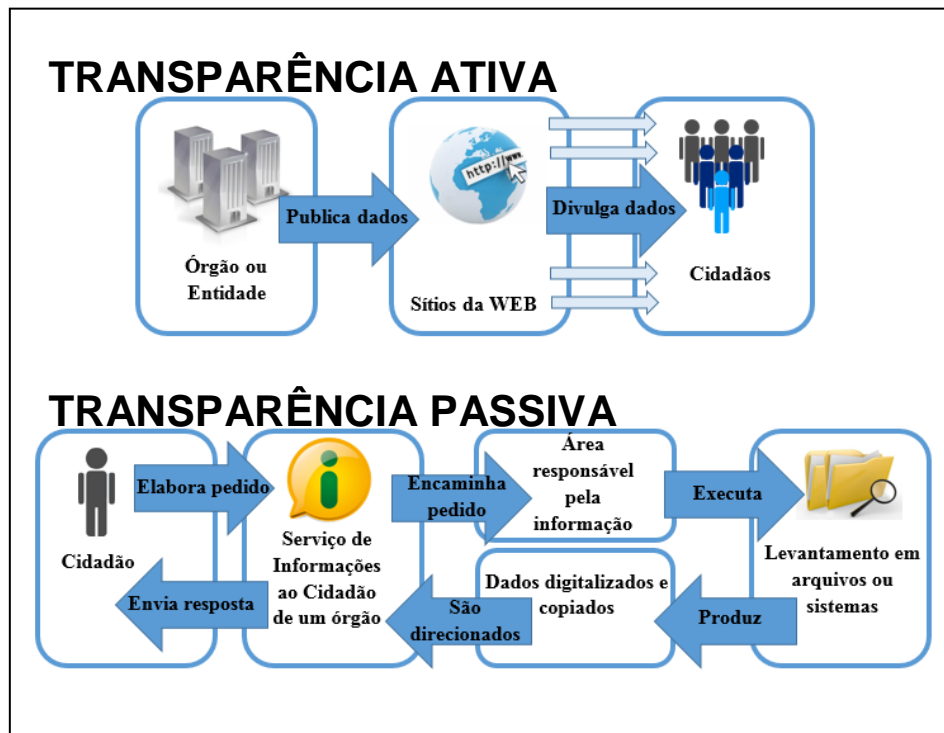 TRANSPARÊNCIA ATIVA
Órgão ou
Entidade
Publica dados
http://www
Sítios da WEB
Divulga dados
Cidadãos
TRANSPARÊNCIA PASSIVA
Cidadão
Elabora pedido
Serviço de
Informações
ao Cidadão
de um órgão
Encaminha
pedido
Área
responsável
pela
informação
Executa
Levantamento em
arquivos ou
sistemas
Produz
Dados digitalizados e
copiados
São
direcionados
Envia resposta